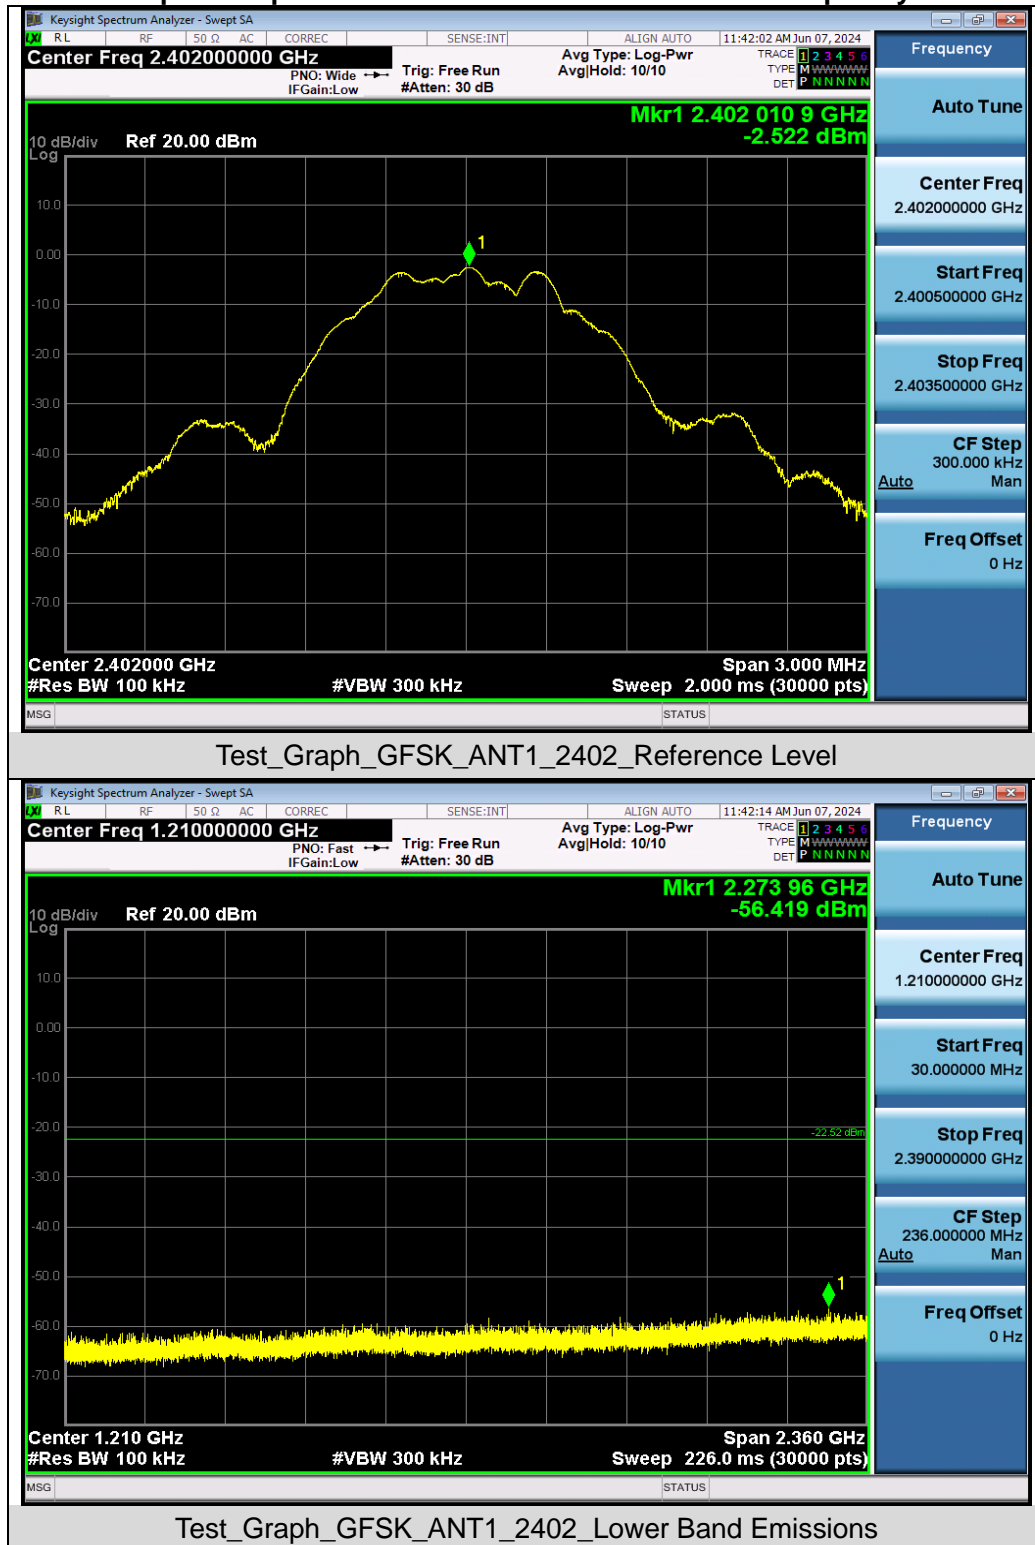 Keysight Spectrum Analyzer - Swept SA
LXI RL RF 50 Ω AC CORREC SENSE:INT ALIGN AUTO 11:42:02 AM Jun 07, 2024
Center Freq 2.402000000 GHz
PNO: Wide
IFGain:Low
Trig: Free Run
#Atten: 30 dB
Avg Type: Log-Pwr
Avg|Hold: 10/10
TRACE 1 2 3 4 5 6
TYPE M WWWWW
DET P N N N N N
Mkr1 2.402 010 9 GHz
-2.522 dBm
10 dB/div Ref 20.00 dBm
Log
1
10.0
0.00
-10.0
-20.0
-30.0
-40.0
-50.0
-60.0
-70.0
Center 2.402000 GHz Span 3.000 MHz
#Res BW 100 kHz #VBW 300 kHz Sweep 2.000 ms (30000 pts)
MSG STATUS
Frequency
Auto Tune
Center Freq
2.402000000 GHz
Start Freq
2.400500000 GHz
Stop Freq
2.403500000 GHz
CF Step
300.000 kHz
Auto Man
Freq Offset
0 Hz
Test_Graph_GFSK_ANT1_2402_Reference Level
Keysight Spectrum Analyzer - Swept SA
LXI RL RF 50 Ω AC CORREC SENSE:INT ALIGN AUTO 11:42:14 AM Jun 07, 2024
Center Freq 1.210000000 GHz
PNO: Fast
IFGain:Low
Trig: Free Run
#Atten: 30 dB
Avg Type: Log-Pwr
Avg|Hold: 10/10
TRACE 1 2 3 4 5 6
TYPE M WWWWW
DET P N N N N N
Mkr1 2.273 96 GHz
-56.419 dBm
10 dB/div Ref 20.00 dBm
Log
10.0
0.00
-10.0
-20.0
-22.52 dBm
-30.0
-40.0
-50.0
1
-60.0
-70.0
Center 1.210 GHz Span 2.360 GHz
#Res BW 100 kHz #VBW 300 kHz Sweep 226.0 ms (30000 pts)
MSG STATUS
Frequency
Auto Tune
Center Freq
1.210000000 GHz
Start Freq
30.000000 MHz
Stop Freq
2.390000000 GHz
CF Step
236.000000 MHz
Auto Man
Freq Offset
0 Hz
Test_Graph_GFSK_ANT1_2402_Lower Band Emissions